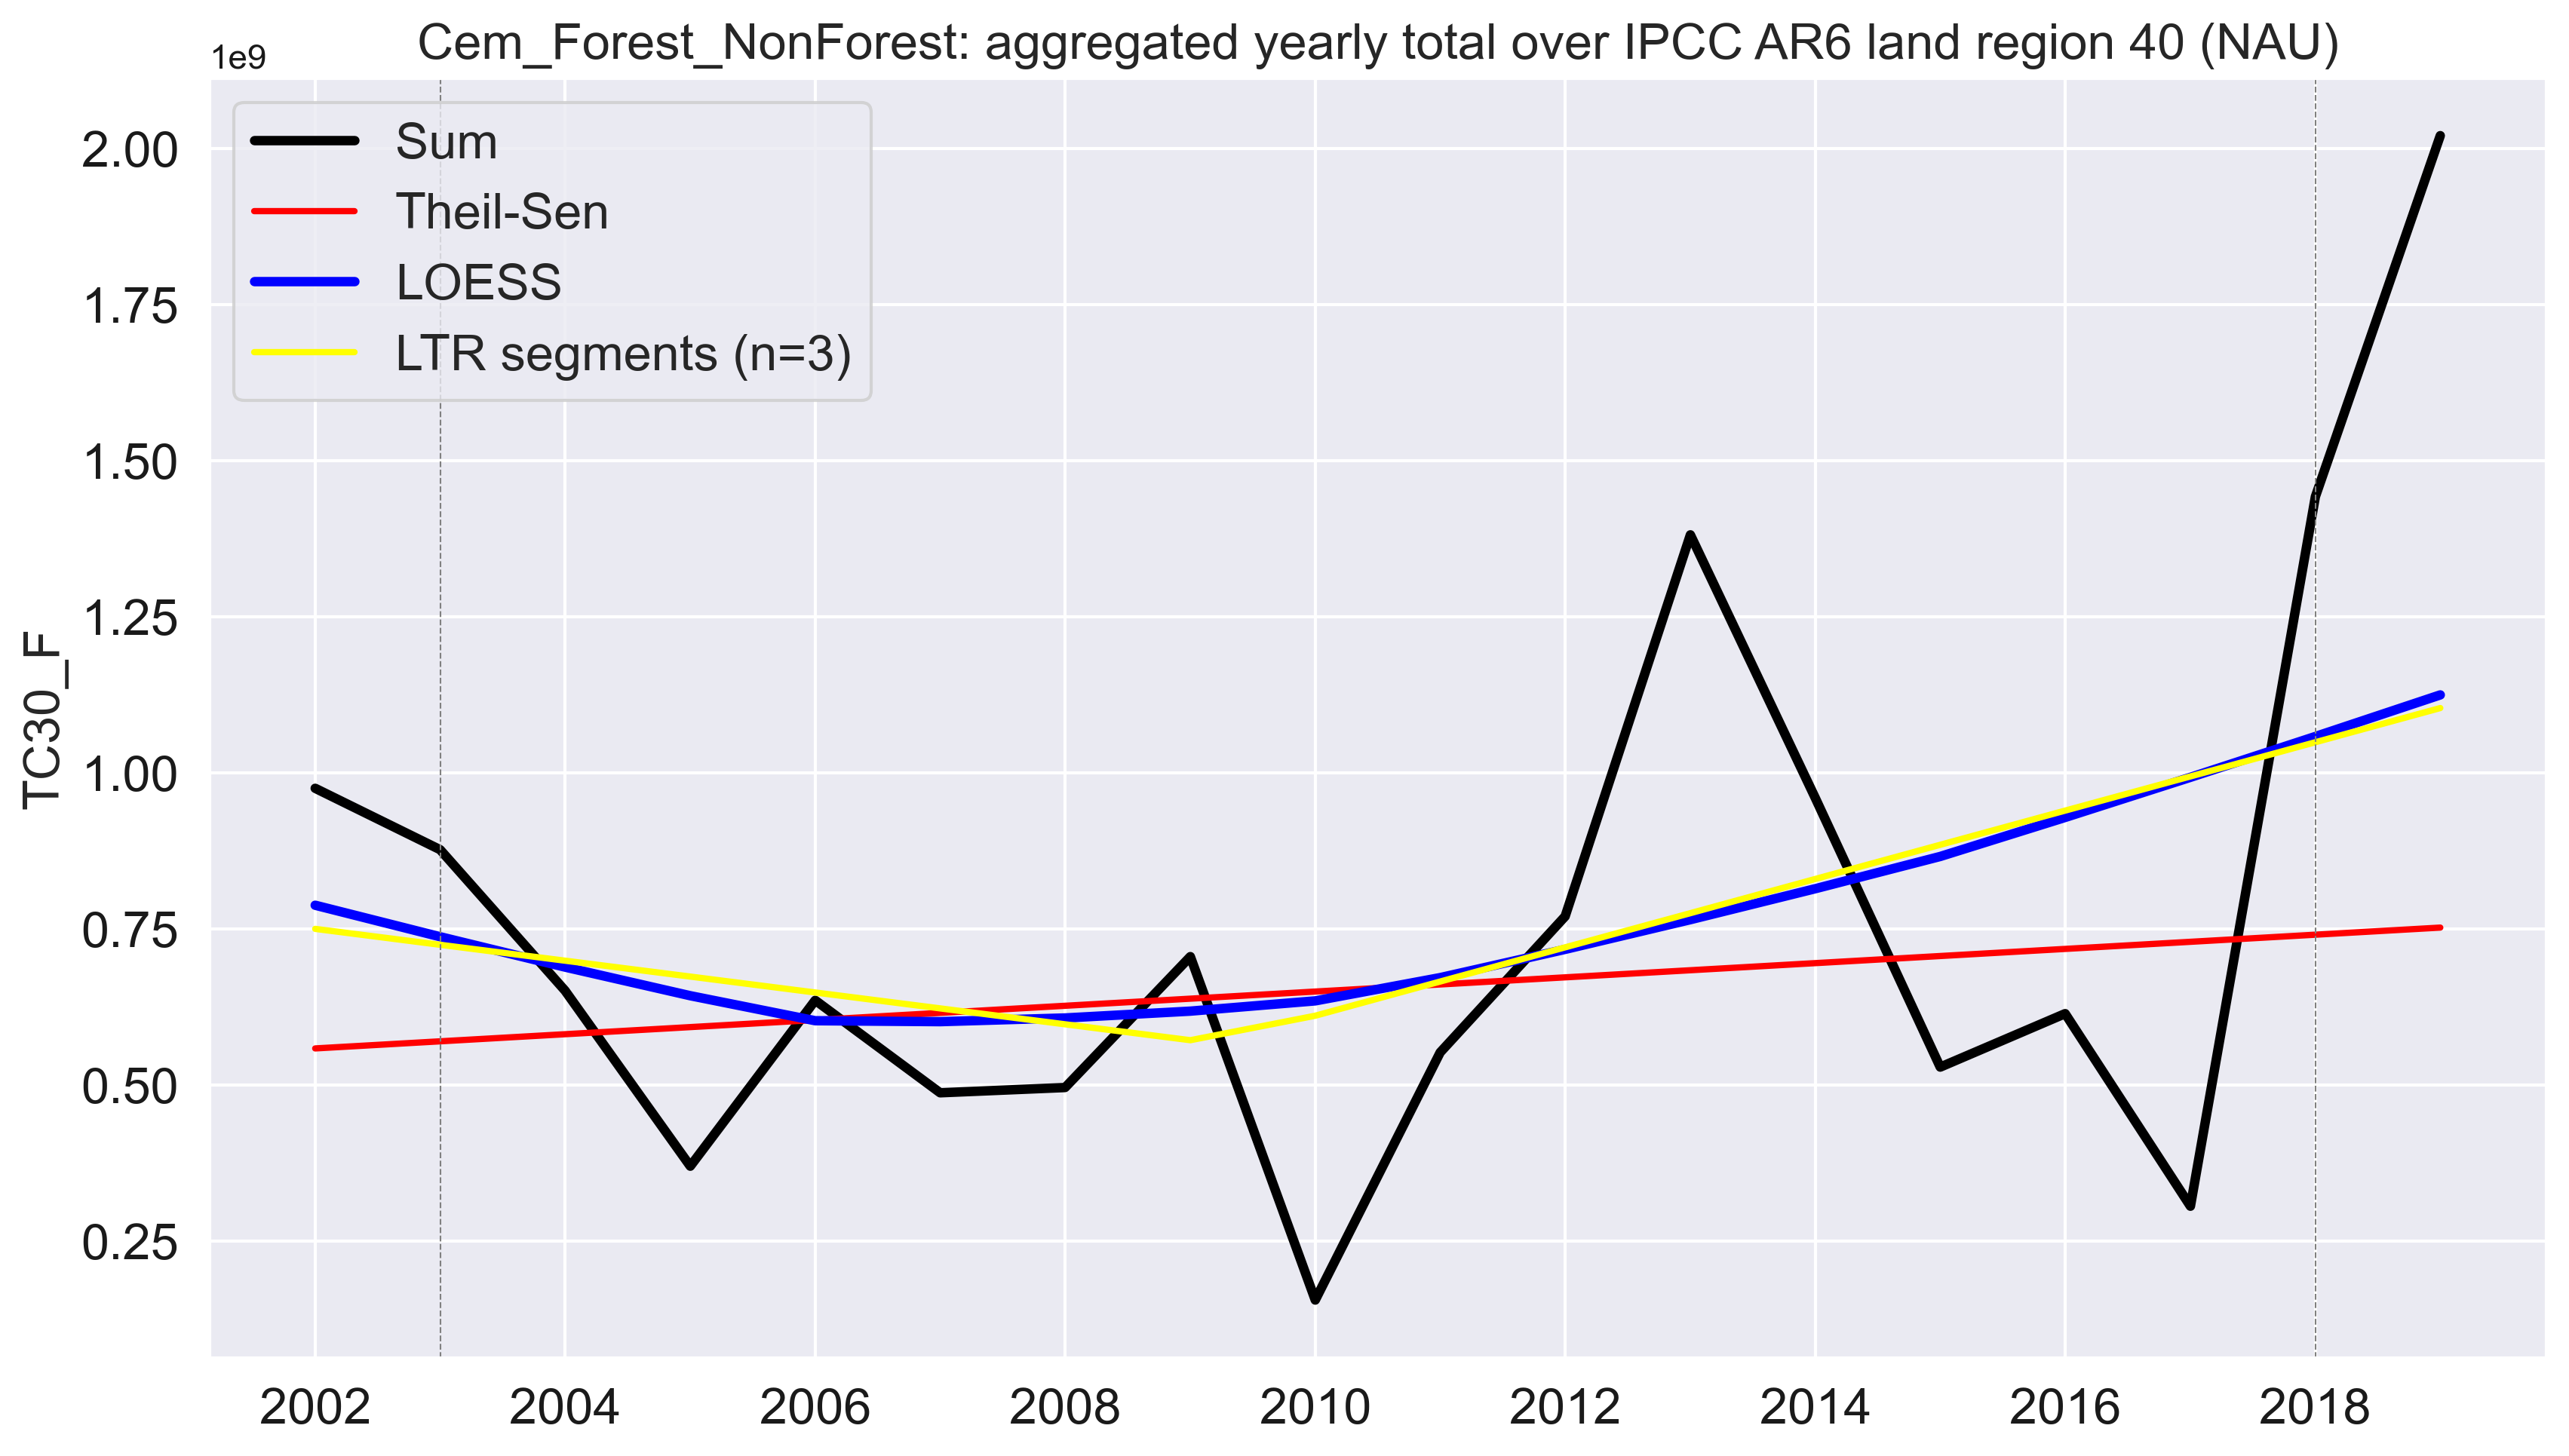 Cem_Forest_NonForest: aggregated yearly total over IPCC AR6 land region 40 (NAU)
1e9
Sum
Theil-Sen
LOESS
LTR segments (n=3)
2.00
1.75
1.50
1.25
1.00
0.75
0.50
0.25
TC30_F
2002 2004 2006 2008 2010 2012 2014 2016 2018